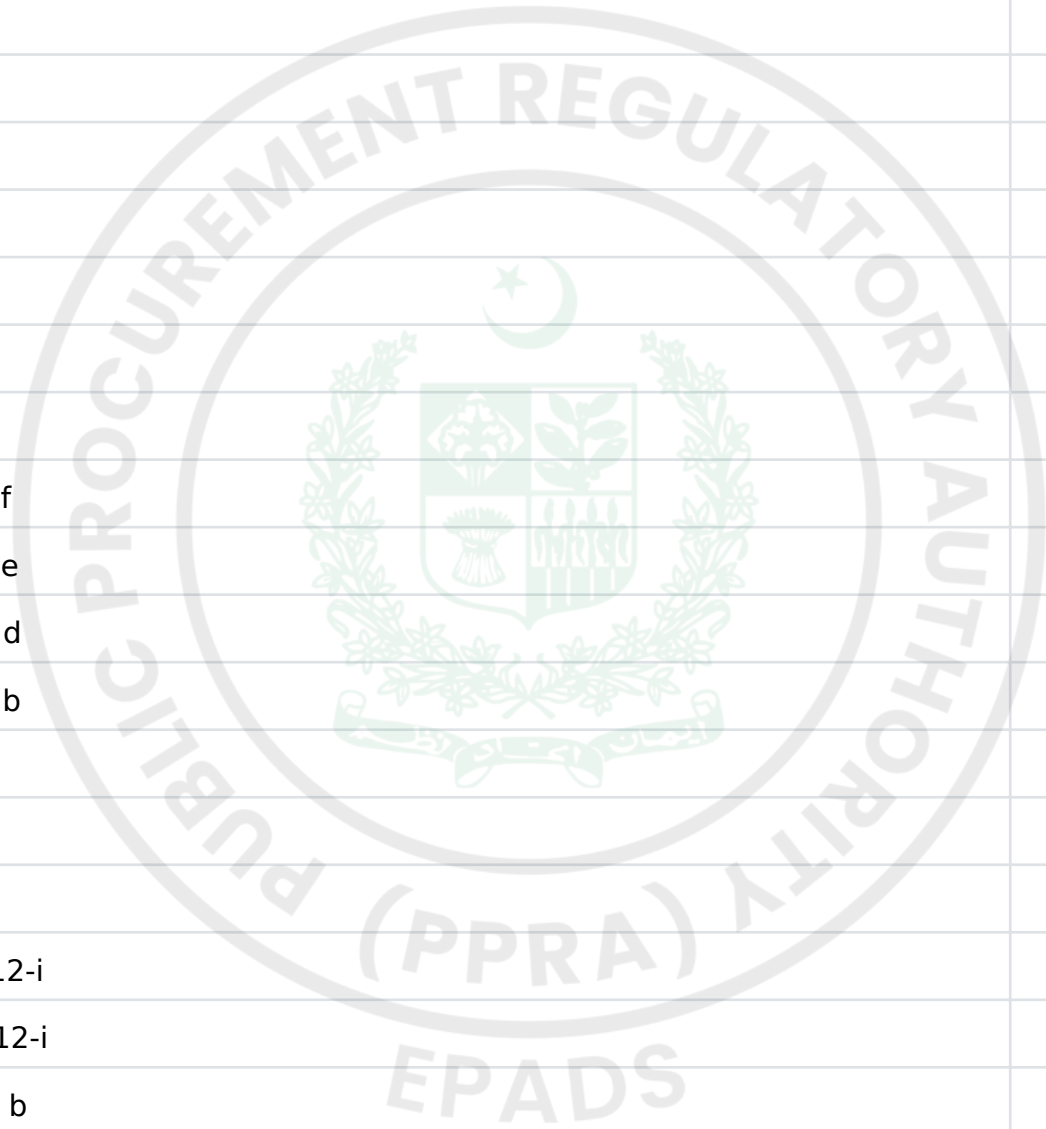 PUBLIC PROCUREMENT REGULATORY AUTHORITY
f
e
d
b
12-i
12-i
b
(PPRA)
EPADS